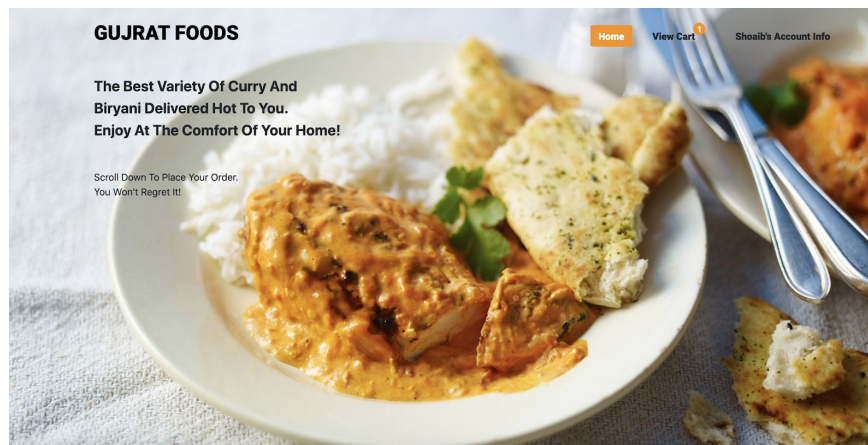 GUJRAT FOODS
Home
View Cart
1
Shoaib's Account Info
The Best Variety Of Curry And
Biryani Delivered Hot To You.
Enjoy At The Comfort Of Your Home!
Scroll Down To Place Your Order.
You Won't Regret It!